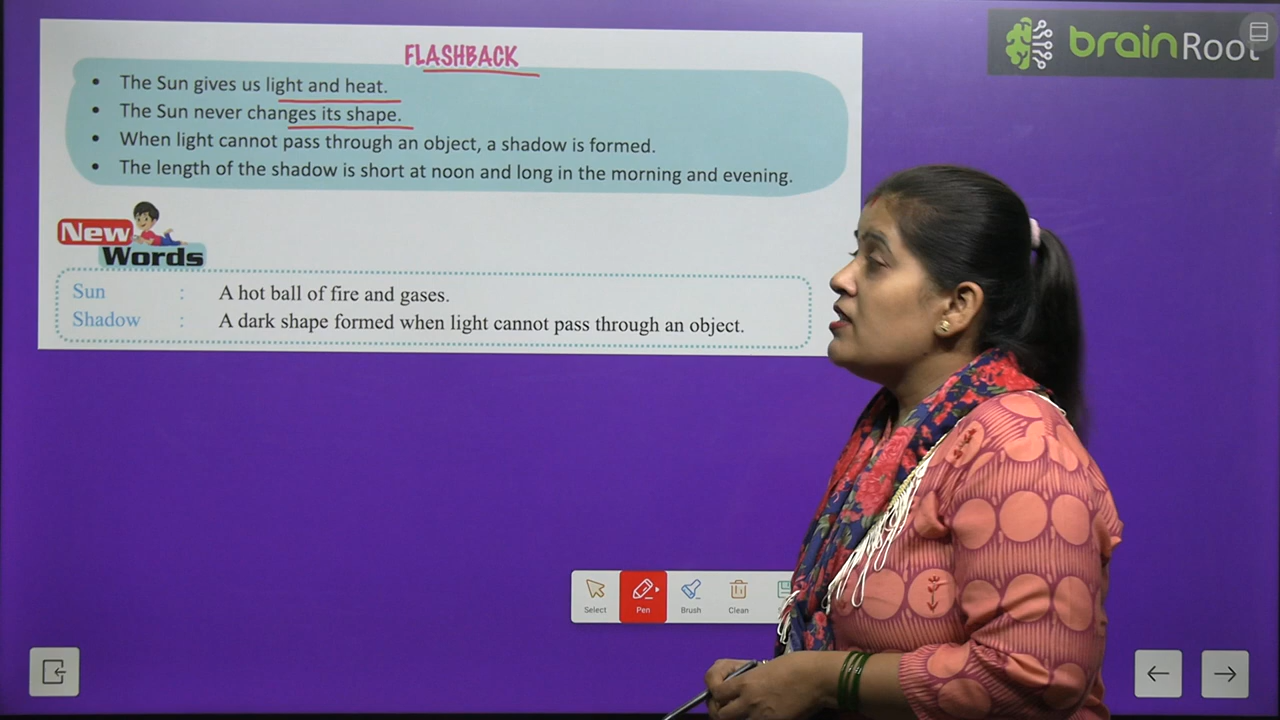 FLASHBACK
• The Sun gives us light and heat.
• The Sun never changes its shape.
• When light cannot pass through an object, a shadow is formed.
• The length of the shadow is short at noon and long in the morning and evening.
New
Words
Sun : A hot ball of fire and gases.
Shadow : A dark shape formed when light cannot pass through an object.
brainRoot
Select Pen Brush Clean